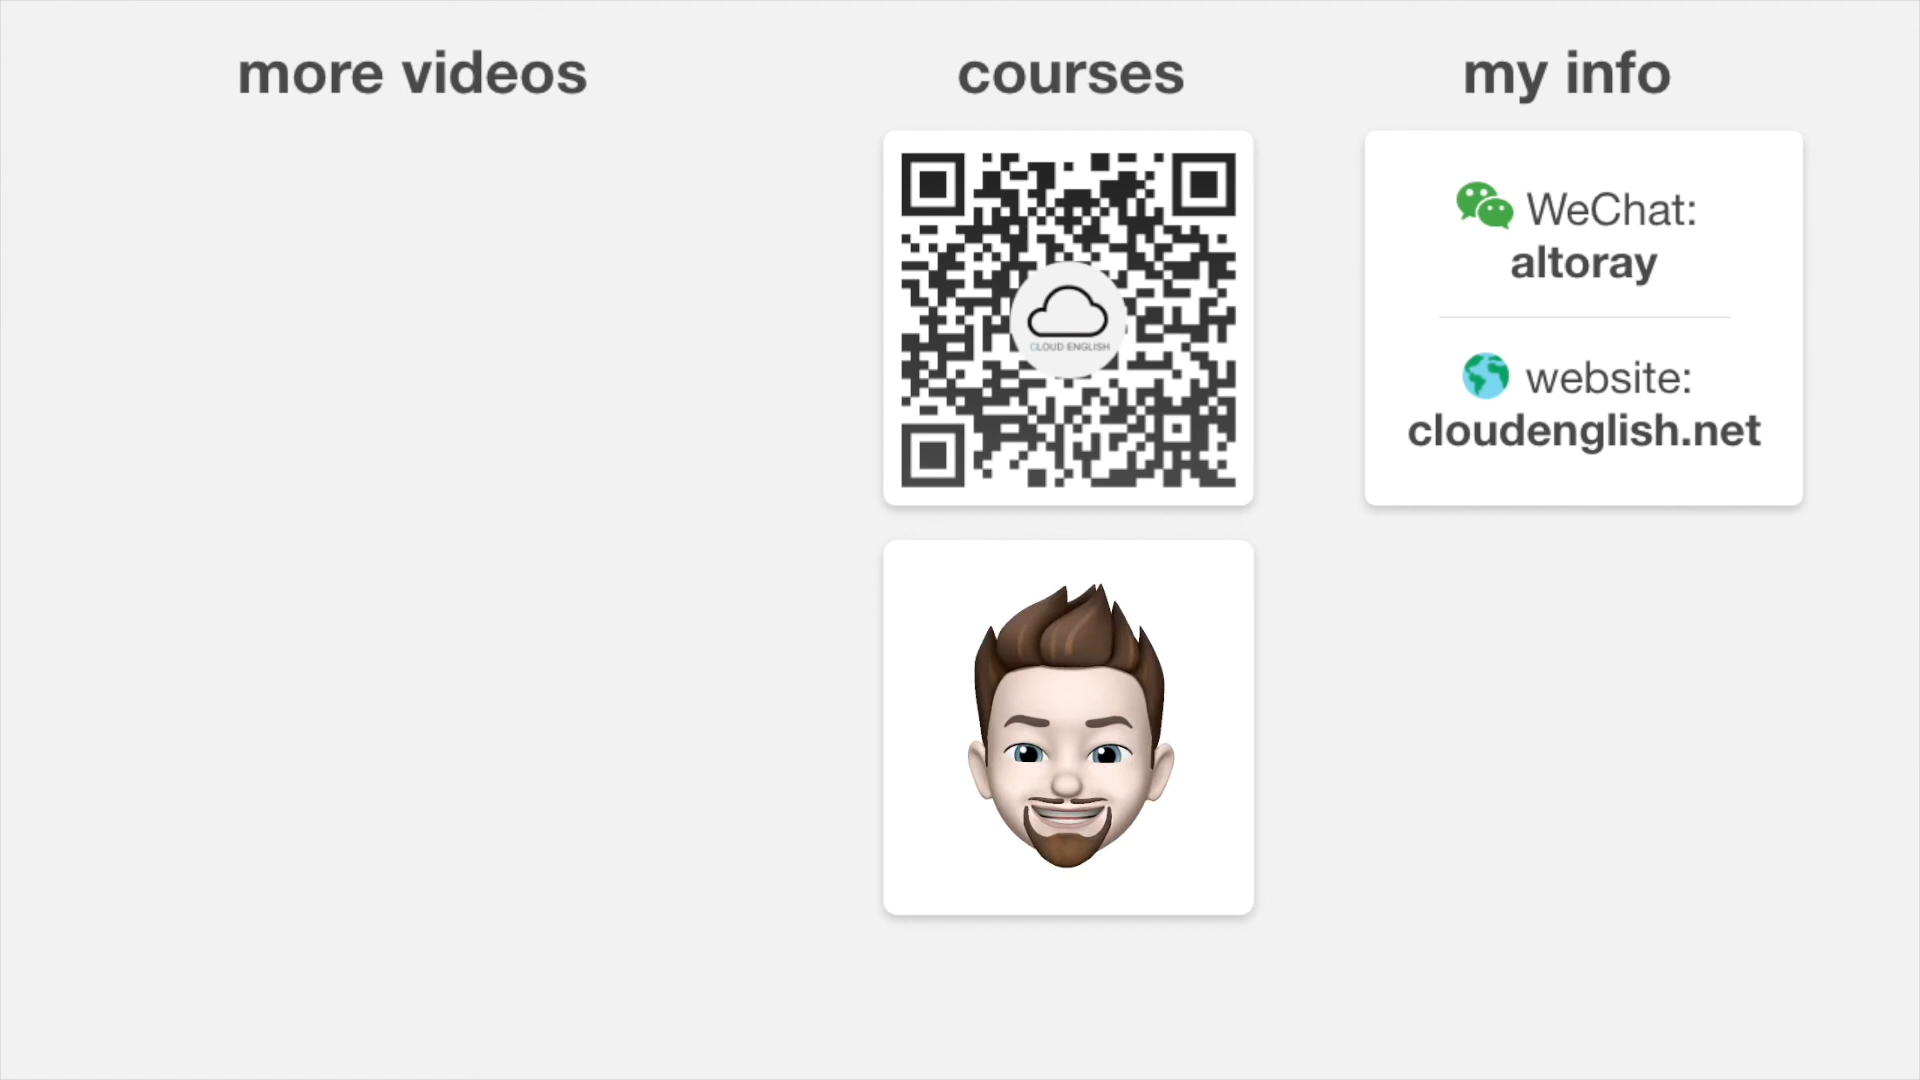 more videos
courses
CLOUD ENGLISH
my info
WeChat:
altoray
website:
cloudenglish.net